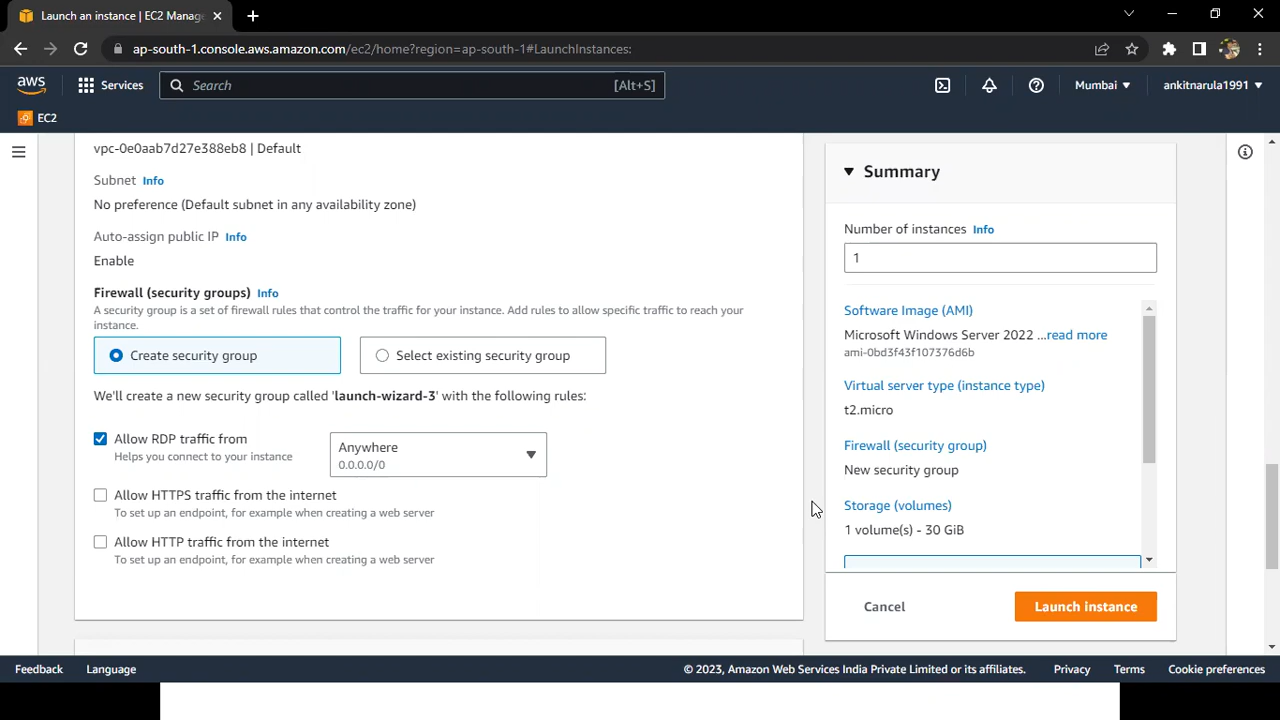 Launch an instance | EC2 Manag
ap-south-1.console.aws.amazon.com/ec2/home?region=ap-south-1#LaunchInstances:
aws
Services
Search
[Alt+S]
Mumbai
ankitnarula1991
EC2
vpc-0e0aab7d27e388eb8 | Default
Subnet Info
No preference (Default subnet in any availability zone)
Auto-assign public IP Info
Enable
Firewall (security groups) Info
A security group is a set of firewall rules that control the traffic for your instance. Add rules to allow specific traffic to reach your
instance.
Create security group
Select existing security group
We'll create a new security group called 'launch-wizard-3' with the following rules:
Allow RDP traffic from
Helps you connect to your instance
Anywhere
0.0.0.0/0
Allow HTTPS traffic from the internet
To set up an endpoint, for example when creating a web server
Allow HTTP traffic from the internet
To set up an endpoint, for example when creating a web server
Summary
Number of instances Info
1
Software Image (AMI)
Microsoft Windows Server 2022 ...read more
ami-0bd3f43f107376d6b
Virtual server type (instance type)
t2.micro
Firewall (security group)
New security group
Storage (volumes)
1 volume(s) - 30 GiB
Cancel
Launch instance
Feedback
Language
© 2023, Amazon Web Services India Private Limited or its affiliates.
Privacy
Terms
Cookie preferences